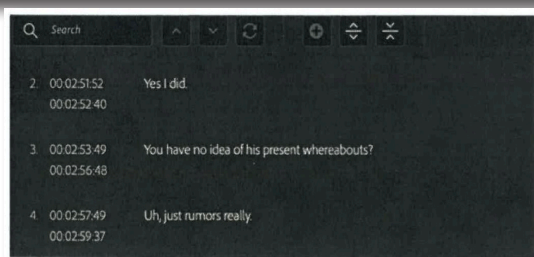 Search
2. 00:02:51:52 Yes I did.
00:02:52:40
3. 00:02:53:49 You have no idea of his present whereabouts?
00:02:56:48
4. 00:02:57:49 Uh, just rumors really.
00:02:59:37